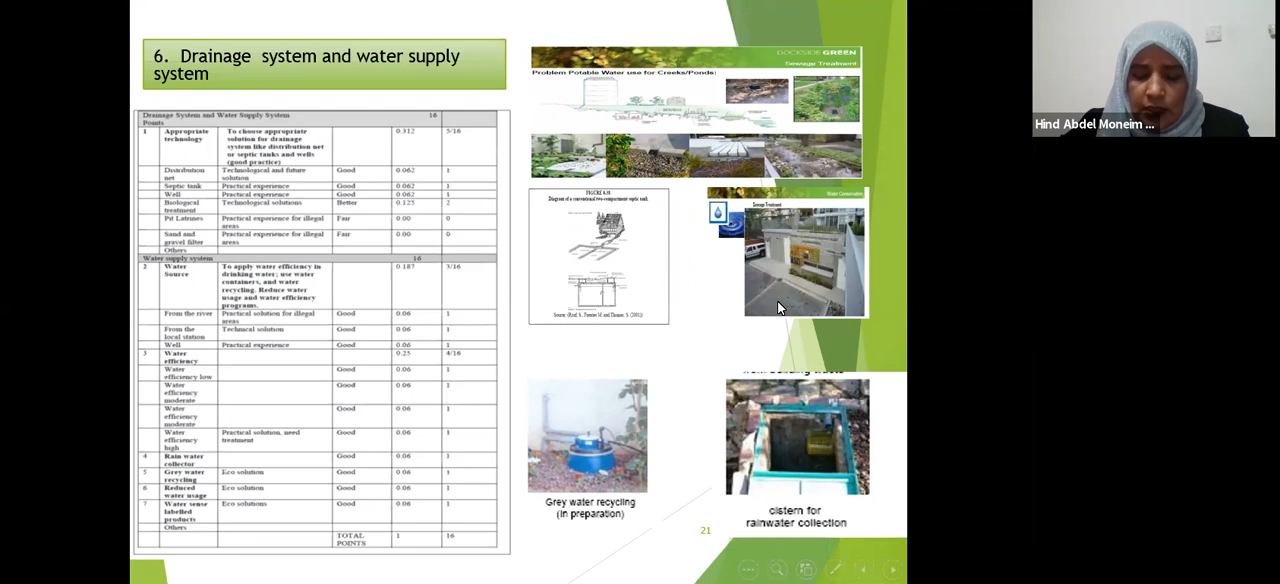 6. Drainage system and water supply
system
Drainage System and Water Supply System 16
Points
1 Appropriate technology To choose appropriate solution for drainage system like distribution net or septic tanks and wells (good practice) 0.312 5/16
Distribution net Technological and future solution Good 0.062 1
Septic tank Practical experience Good 0.062 1
Well Practical experience Good 0.062 1
Biological treatment Technological solutions Better 0.125 2
Pit Latrines Practical experience for illegal areas Fair 0.00 0
Sand and gravel filter Practical experience for illegal areas Fair 0.00 0
Others
Water supply system 16
2 Water Source To apply water efficiency in drinking water; use water containers, and water recycling. Reduce water usage and water efficiency programs. 0.187 3/16
From the river Practical solution for illegal areas Good 0.06 1
From the local station Technical solution Good 0.06 1
Well Practical experience Good 0.06 1
3 Water efficiency 0.25 4/16
Water efficiency low Good 0.06 1
Water efficiency moderate Good 0.06 1
Water efficiency moderate Good 0.06 1
Water efficiency high Practical solution, need treatment Good 0.06 1
4 Rain water collector Good 0.06 1
5 Grey water recycling Eco solution Good 0.06 1
6 Reduced water usage Eco solution Good 0.06 1
7 Water sense labelled products Eco solutions Good 0.06 1
Others
TOTAL POINTS 1 16
DOCKSIDE GREEN
Sewage Treatment
Problem Potable Water use for Creeks/Ponds:
Diagram of a conventional two-compartment septic tank
Water Conservation
Sewage Treatment
Grey water recycling
(in preparation)
cistern for
rainwater collection
21
Hind Abdel Moneim ...